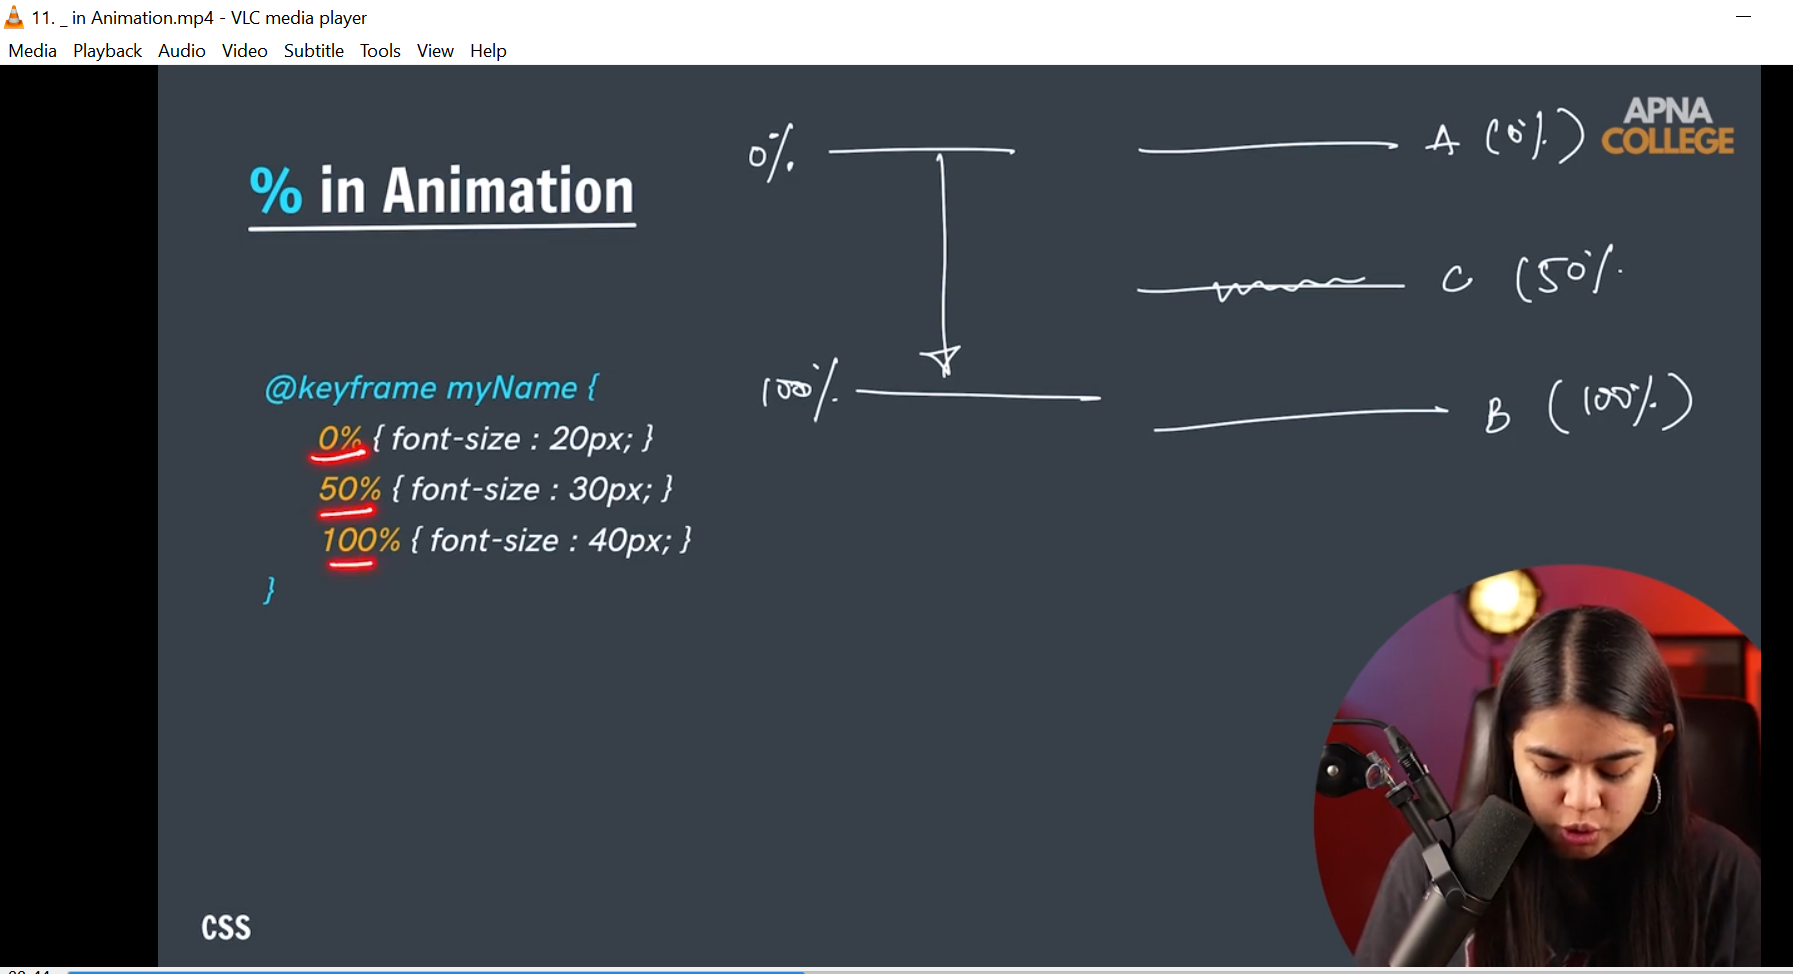 11. _ in Animation.mp4 - VLC media player
Media Playback Audio Video Subtitle Tools View Help
APNA
COLLEGE
0%
A (0%)
% in Animation
C (50%
100%
B (100%)
@keyframe myName {
0% { font-size : 20px; }
50% { font-size : 30px; }
100% { font-size : 40px; }
}
CSS